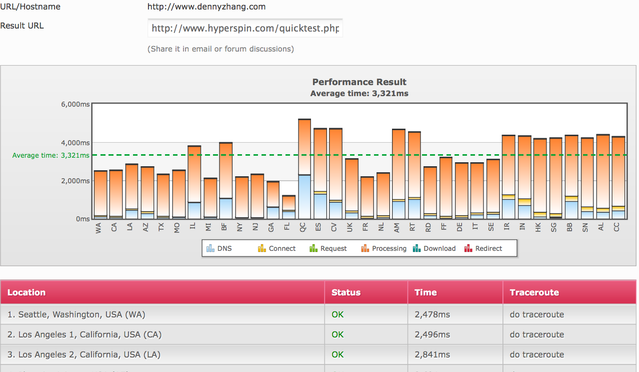 URL/Hostname http://www.dennyzhang.com
Result URL http://www.hyperspin.com/quicktest.php
(Share it in email or forum discussions)
Performance Result
Average time: 3,321ms
6,000ms
4,000ms
Average time: 3,321ms
2,000ms
0ms
WA CA LA AZ TX MO IL MI BF NY NJ GA FL QC ES CV UK FR NL AM RT RD FF DE IT SE IR IN HK SG BB SN AL CC
DNS Connect Request Processing Download Redirect
Location Status Time Traceroute
1. Seattle, Washington, USA (WA) OK 2,478ms do traceroute
2. Los Angeles 1, California, USA (CA) OK 2,496ms do traceroute
3. Los Angeles 2, California, USA (LA) OK 2,841ms do traceroute